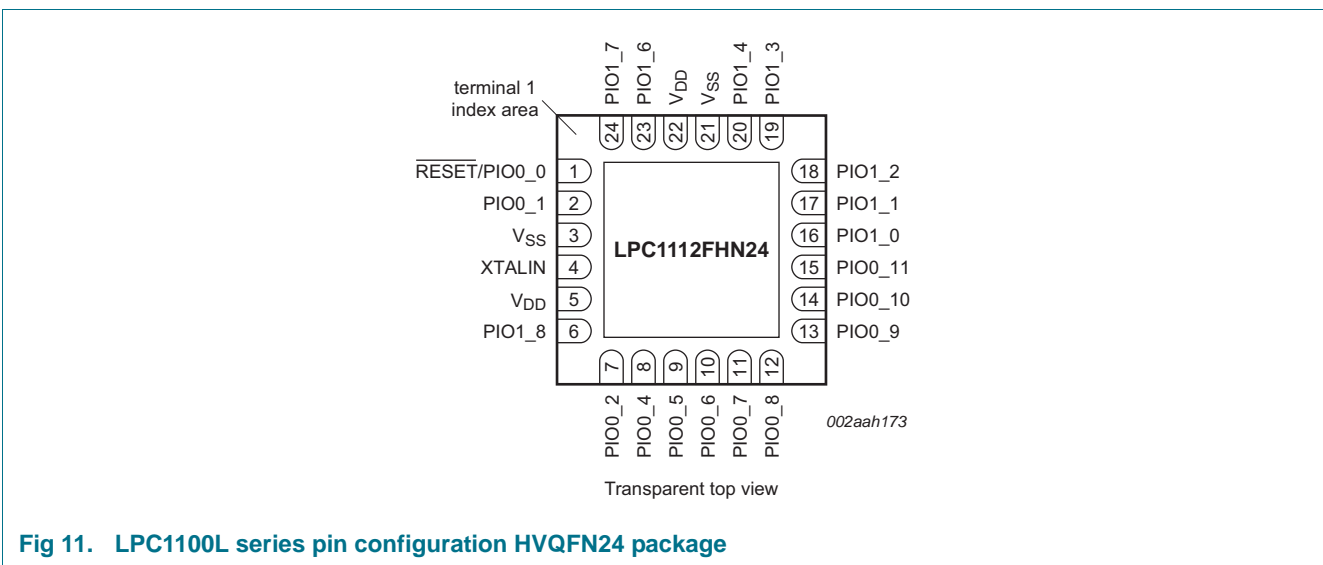 terminal 1
index area
PIO1_7
PIO1_6
VDD
VSS
PIO1_4
PIO1_3
24
23
22
21
20
19
RESET/PIO0_0 1
PIO0_1 2
VSS 3
XTALIN 4
VDD 5
PIO1_8 6
LPC1112FHN24
18 PIO1_2
17 PIO1_1
16 PIO1_0
15 PIO0_11
14 PIO0_10
13 PIO0_9
7
8
9
10
11
12
PIO0_2
PIO0_4
PIO0_5
PIO0_6
PIO0_7
PIO0_8
002aah173
Transparent top view
Fig 11. LPC1100L series pin configuration HVQFN24 package